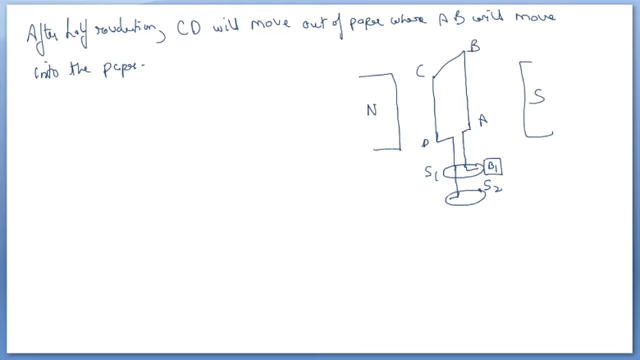 After half revolution, CD will move out of paper where AB will move
into the paper.
B
C
N
S
A
D
S1
B1
S2